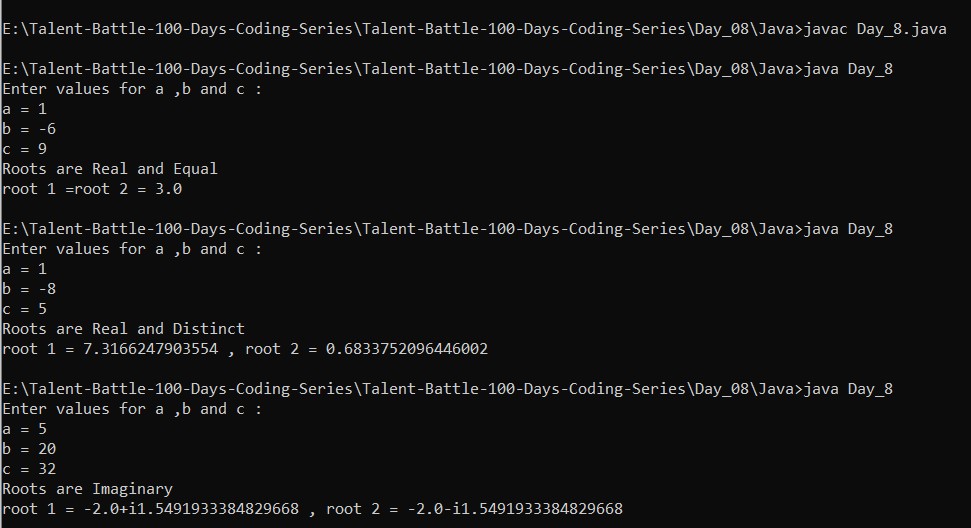 E:\Talent-Battle-100-Days-Coding-Series\Talent-Battle-100-Days-Coding-Series\Day_08\Java>javac Day_8.java
E:\Talent-Battle-100-Days-Coding-Series\Talent-Battle-100-Days-Coding-Series\Day_08\Java>java Day_8
Enter values for a ,b and c :
a = 1
b = -6
c = 9
Roots are Real and Equal
root 1 =root 2 = 3.0
E:\Talent-Battle-100-Days-Coding-Series\Talent-Battle-100-Days-Coding-Series\Day_08\Java>java Day_8
Enter values for a ,b and c :
a = 1
b = -8
c = 5
Roots are Real and Distinct
root 1 = 7.3166247903554 , root 2 = 0.6833752096446002
E:\Talent-Battle-100-Days-Coding-Series\Talent-Battle-100-Days-Coding-Series\Day_08\Java>java Day_8
Enter values for a ,b and c :
a = 5
b = 20
c = 32
Roots are Imaginary
root 1 = -2.0+i1.5491933384829668 , root 2 = -2.0-i1.5491933384829668